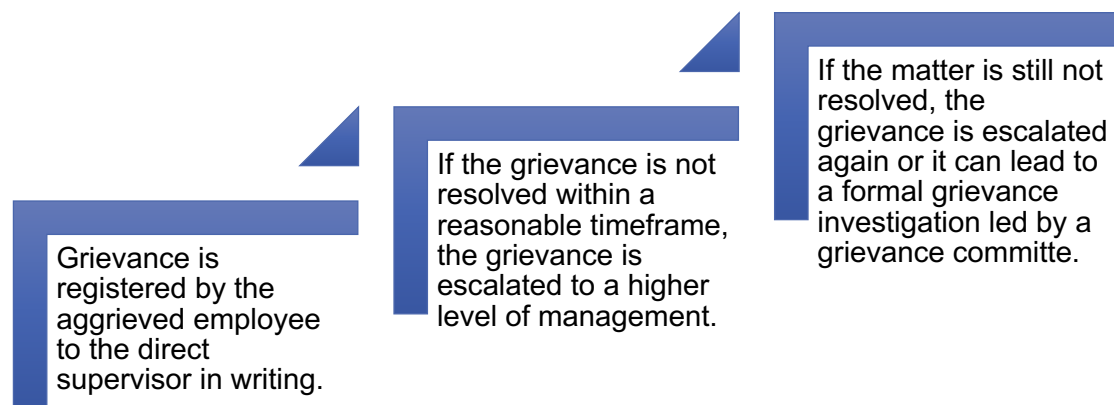 Grievance is
registered by the
aggrieved employee
to the direct
supervisor in writing.
If the grievance is not
resolved within a
reasonable timeframe,
the grievance is
escalated to a higher
level of management.
If the matter is still not
resolved, the
grievance is escalated
again or it can lead to
a formal grievance
investigation led by a
grievance committe.